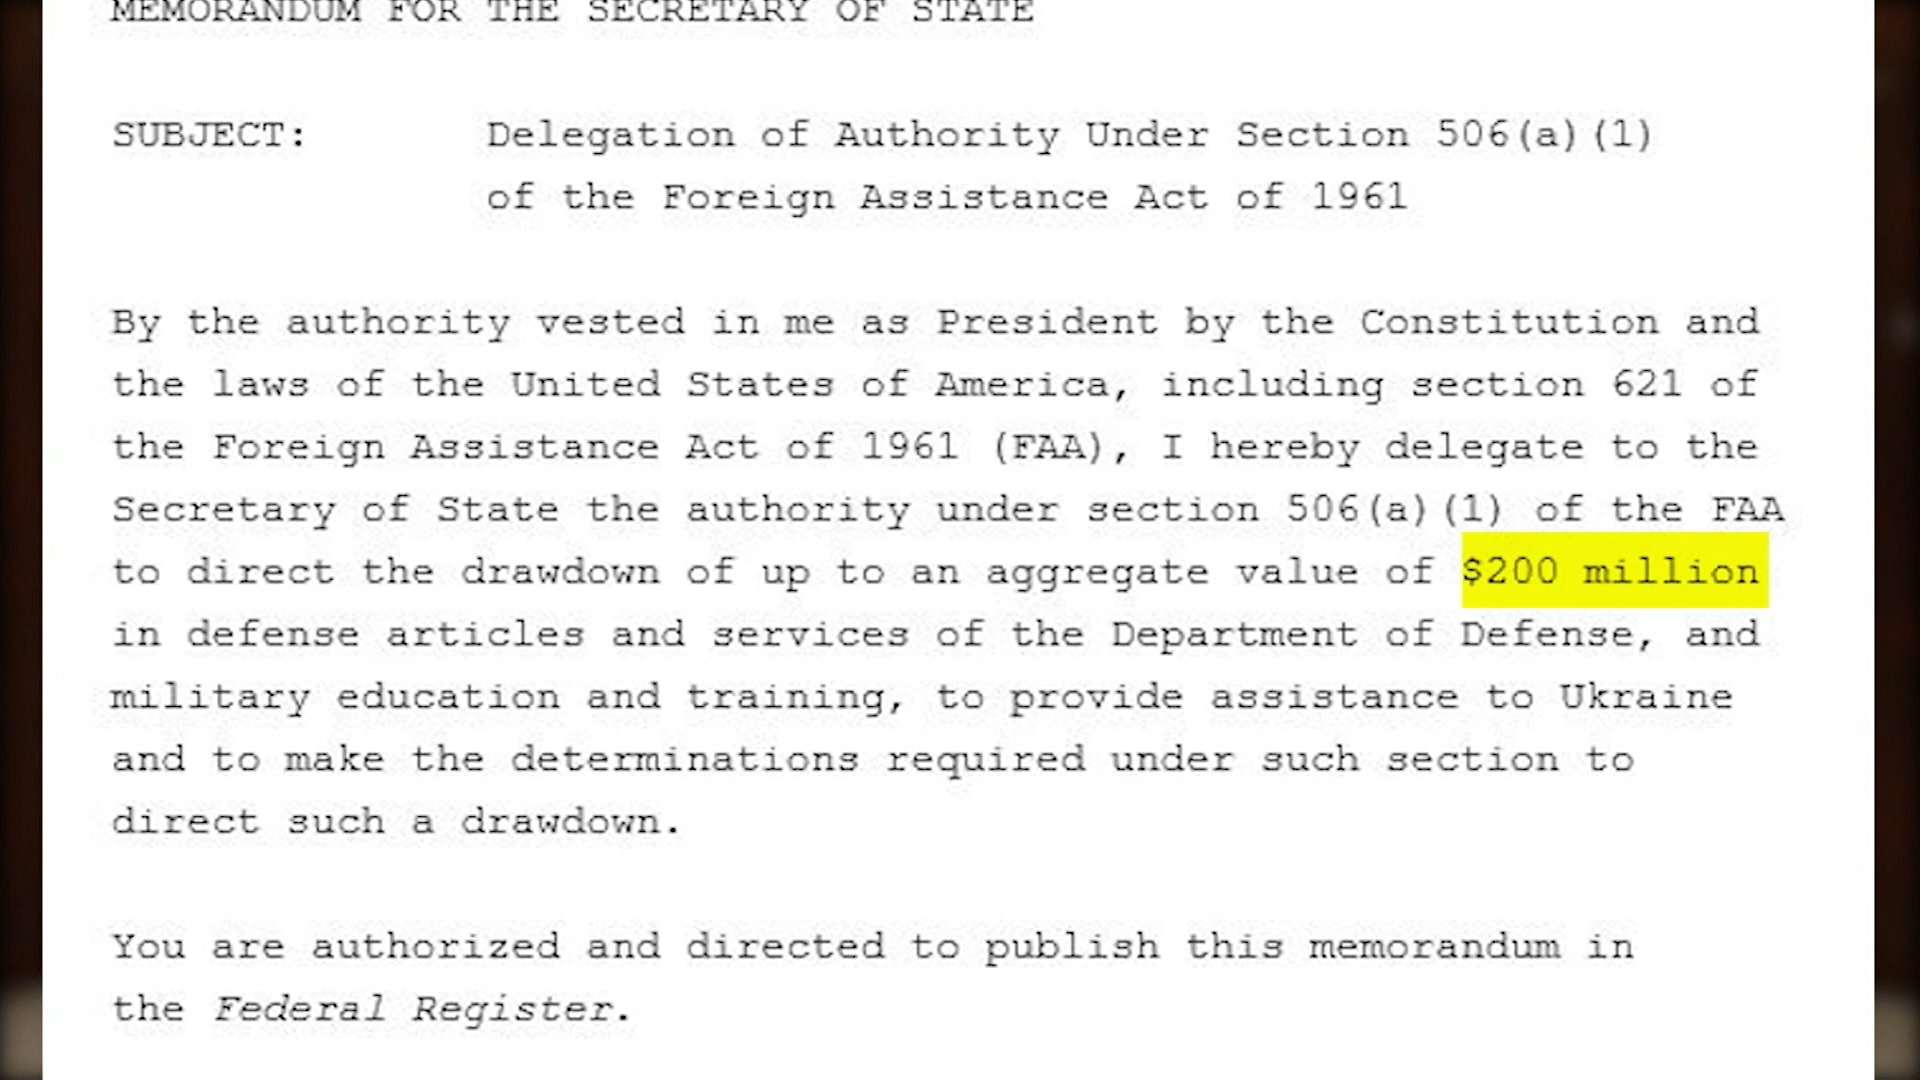 MEMORANDUM FOR THE SECRETARY OF STATE
SUBJECT: Delegation of Authority Under Section 506(a)(1)
of the Foreign Assistance Act of 1961
By the authority vested in me as President by the Constitution and
the laws of the United States of America, including section 621 of
the Foreign Assistance Act of 1961 (FAA), I hereby delegate to the
Secretary of State the authority under section 506(a)(1) of the FAA
to direct the drawdown of up to an aggregate value of $200 million
in defense articles and services of the Department of Defense, and
military education and training, to provide assistance to Ukraine
and to make the determinations required under such section to
direct such a drawdown.
You are authorized and directed to publish this memorandum in
the Federal Register.